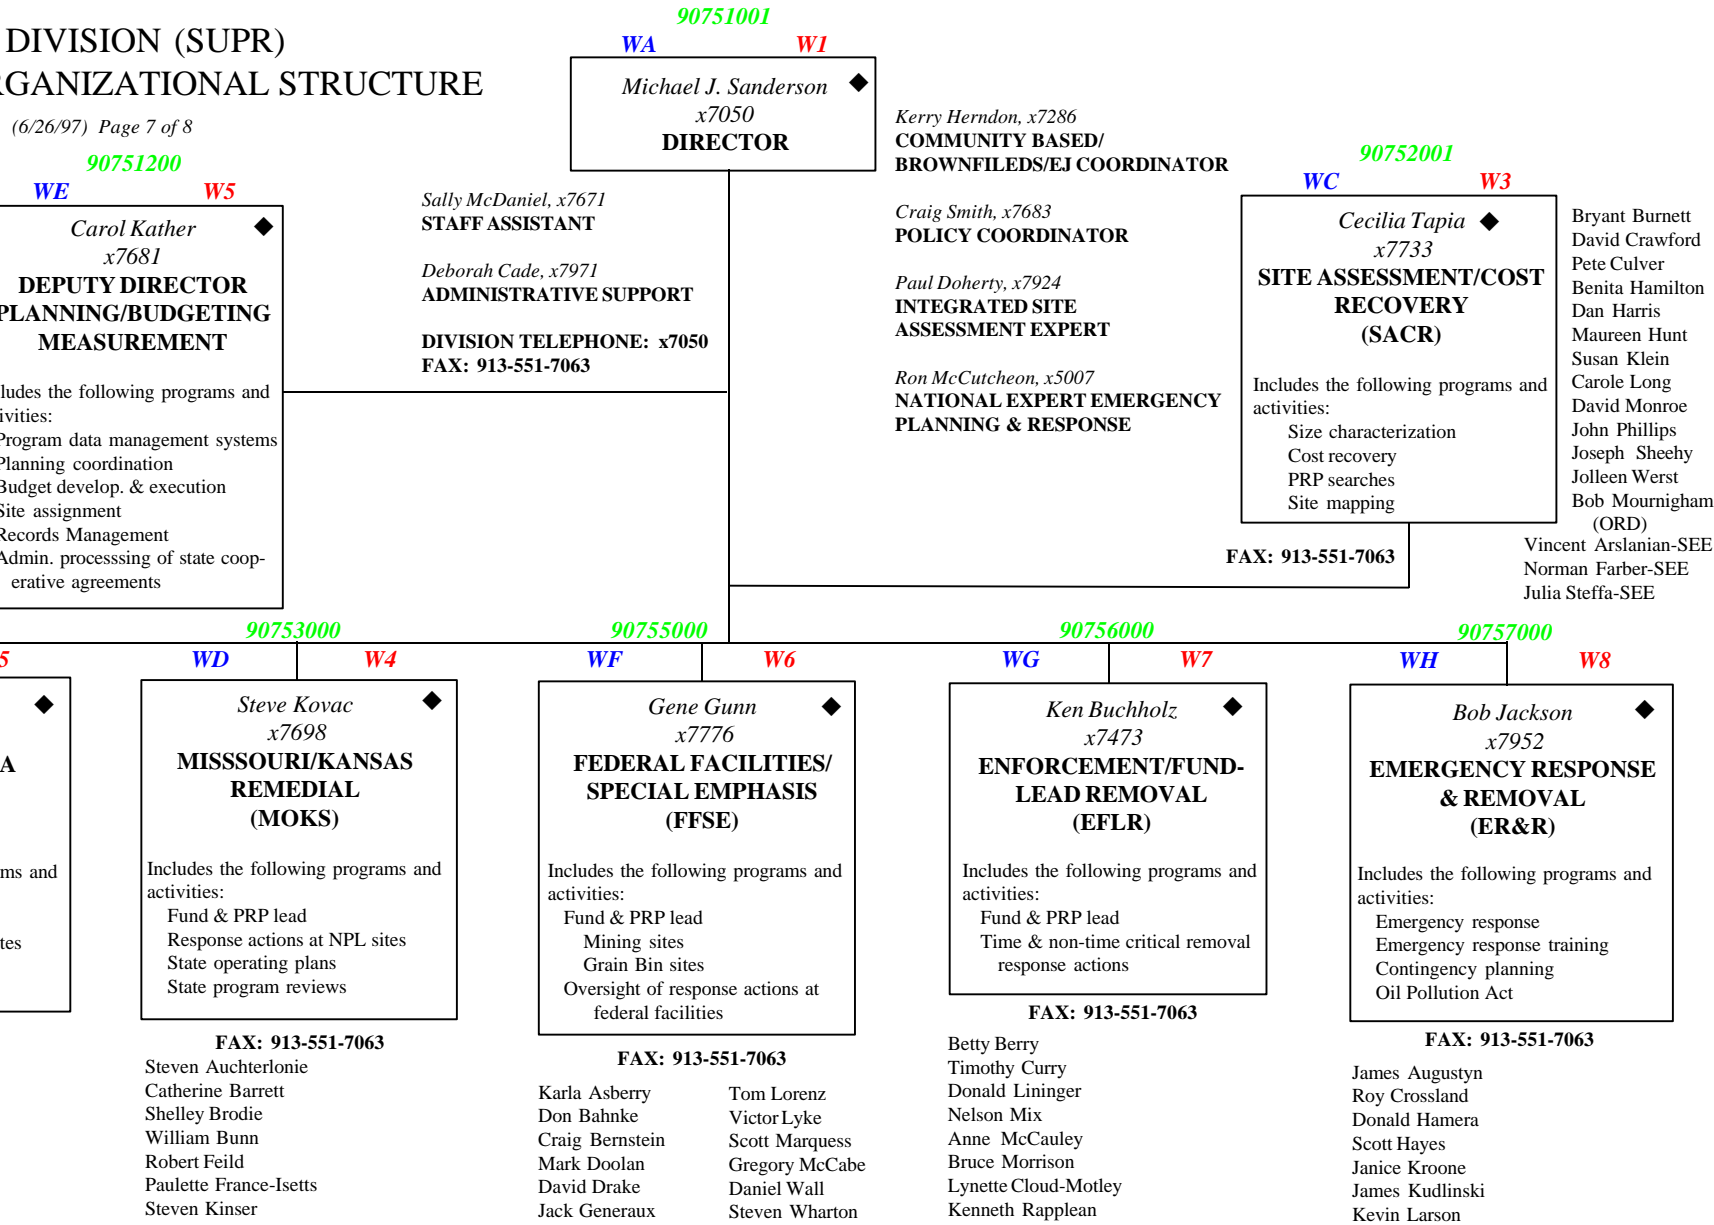 DIVISION (SUPR)
RGANIZATIONAL STRUCTURE
(6/26/97) Page 7 of 8
90751001
WA W1
Michael J. Sanderson
x7050
DIRECTOR
90751200
WE W5
Carol Kather
x7681
DEPUTY DIRECTOR
PLANNING/BUDGETING
MEASUREMENT
ludes the following programs and
ivities:
Program data management systems
Planning coordination
Budget develop. & execution
Site assignment
Records Management
Admin. processsing of state coop-
erative agreements
Sally McDaniel, x7671
STAFF ASSISTANT
Deborah Cade, x7971
ADMINISTRATIVE SUPPORT
DIVISION TELEPHONE: x7050
FAX: 913-551-7063
Kerry Herndon, x7286
COMMUNITY BASED/
BROWNFILEDS/EJ COORDINATOR
Craig Smith, x7683
POLICY COORDINATOR
Paul Doherty, x7924
INTEGRATED SITE
ASSESSMENT EXPERT
Ron McCutcheon, x5007
NATIONAL EXPERT EMERGENCY
PLANNING & RESPONSE
90752001
WC W3
Cecilia Tapia
x7733
SITE ASSESSMENT/COST
RECOVERY
(SACR)
Includes the following programs and
activities:
Size characterization
Cost recovery
PRP searches
Site mapping
FAX: 913-551-7063
Bryant Burnett
David Crawford
Pete Culver
Benita Hamilton
Dan Harris
Maureen Hunt
Susan Klein
Carole Long
David Monroe
John Phillips
Joseph Sheehy
Jolleen Werst
Bob Mournigham
(ORD)
Vincent Arslanian-SEE
Norman Farber-SEE
Julia Steffa-SEE
5
A
ms and
tes
90753000
WD W4
Steve Kovac
x7698
MISSSOURI/KANSAS
REMEDIAL
(MOKS)
Includes the following programs and
activities:
Fund & PRP lead
Response actions at NPL sites
State operating plans
State program reviews
FAX: 913-551-7063
Steven Auchterlonie
Catherine Barrett
Shelley Brodie
William Bunn
Robert Feild
Paulette France-Isetts
Steven Kinser
90755000
WF W6
Gene Gunn
x7776
FEDERAL FACILITIES/
SPECIAL EMPHASIS
(FFSE)
Includes the following programs and
activities:
Fund & PRP lead
Mining sites
Grain Bin sites
Oversight of response actions at
federal facilities
FAX: 913-551-7063
Karla Asberry
Don Bahnke
Craig Bernstein
Mark Doolan
David Drake
Jack Generaux
Tom Lorenz
Victor Lyke
Scott Marquess
Gregory McCabe
Daniel Wall
Steven Wharton
90756000
WG W7
Ken Buchholz
x7473
ENFORCEMENT/FUND-
LEAD REMOVAL
(EFLR)
Includes the following programs and
activities:
Fund & PRP lead
Time & non-time critical removal
response actions
FAX: 913-551-7063
Betty Berry
Timothy Curry
Donald Lininger
Nelson Mix
Anne McCauley
Bruce Morrison
Lynette Cloud-Motley
Kenneth Rapplean
90757000
WH W8
Bob Jackson
x7952
EMERGENCY RESPONSE
& REMOVAL
(ER&R)
Includes the following programs and
activities:
Emergency response
Emergency response training
Contingency planning
Oil Pollution Act
FAX: 913-551-7063
James Augustyn
Roy Crossland
Donald Hamera
Scott Hayes
Janice Kroone
James Kudlinski
Kevin Larson